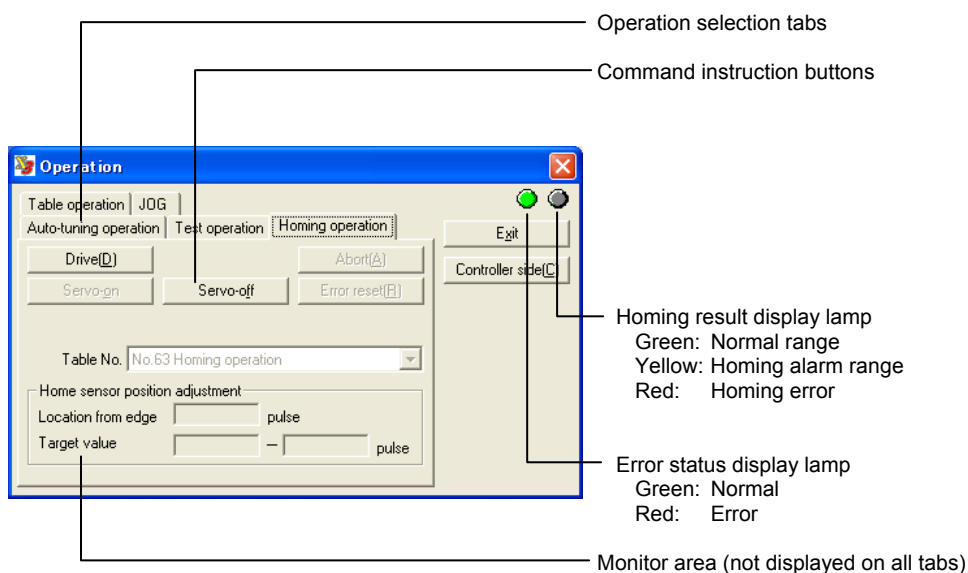 Operation selection tabs
Command instruction buttons
Operation
Table operation JOG
Auto-tuning operation Test operation Homing operation
Exit
Drive(D) Abort(A)
Controller side(C)
Servo-on Servo-off Error reset(R)
Homing result display lamp
Green: Normal range
Yellow: Homing alarm range
Red: Homing error
Table No. No.63 Homing operation
Home sensor position adjustment
Location from edge pulse
Target value — pulse
Error status display lamp
Green: Normal
Red: Error
Monitor area (not displayed on all tabs)